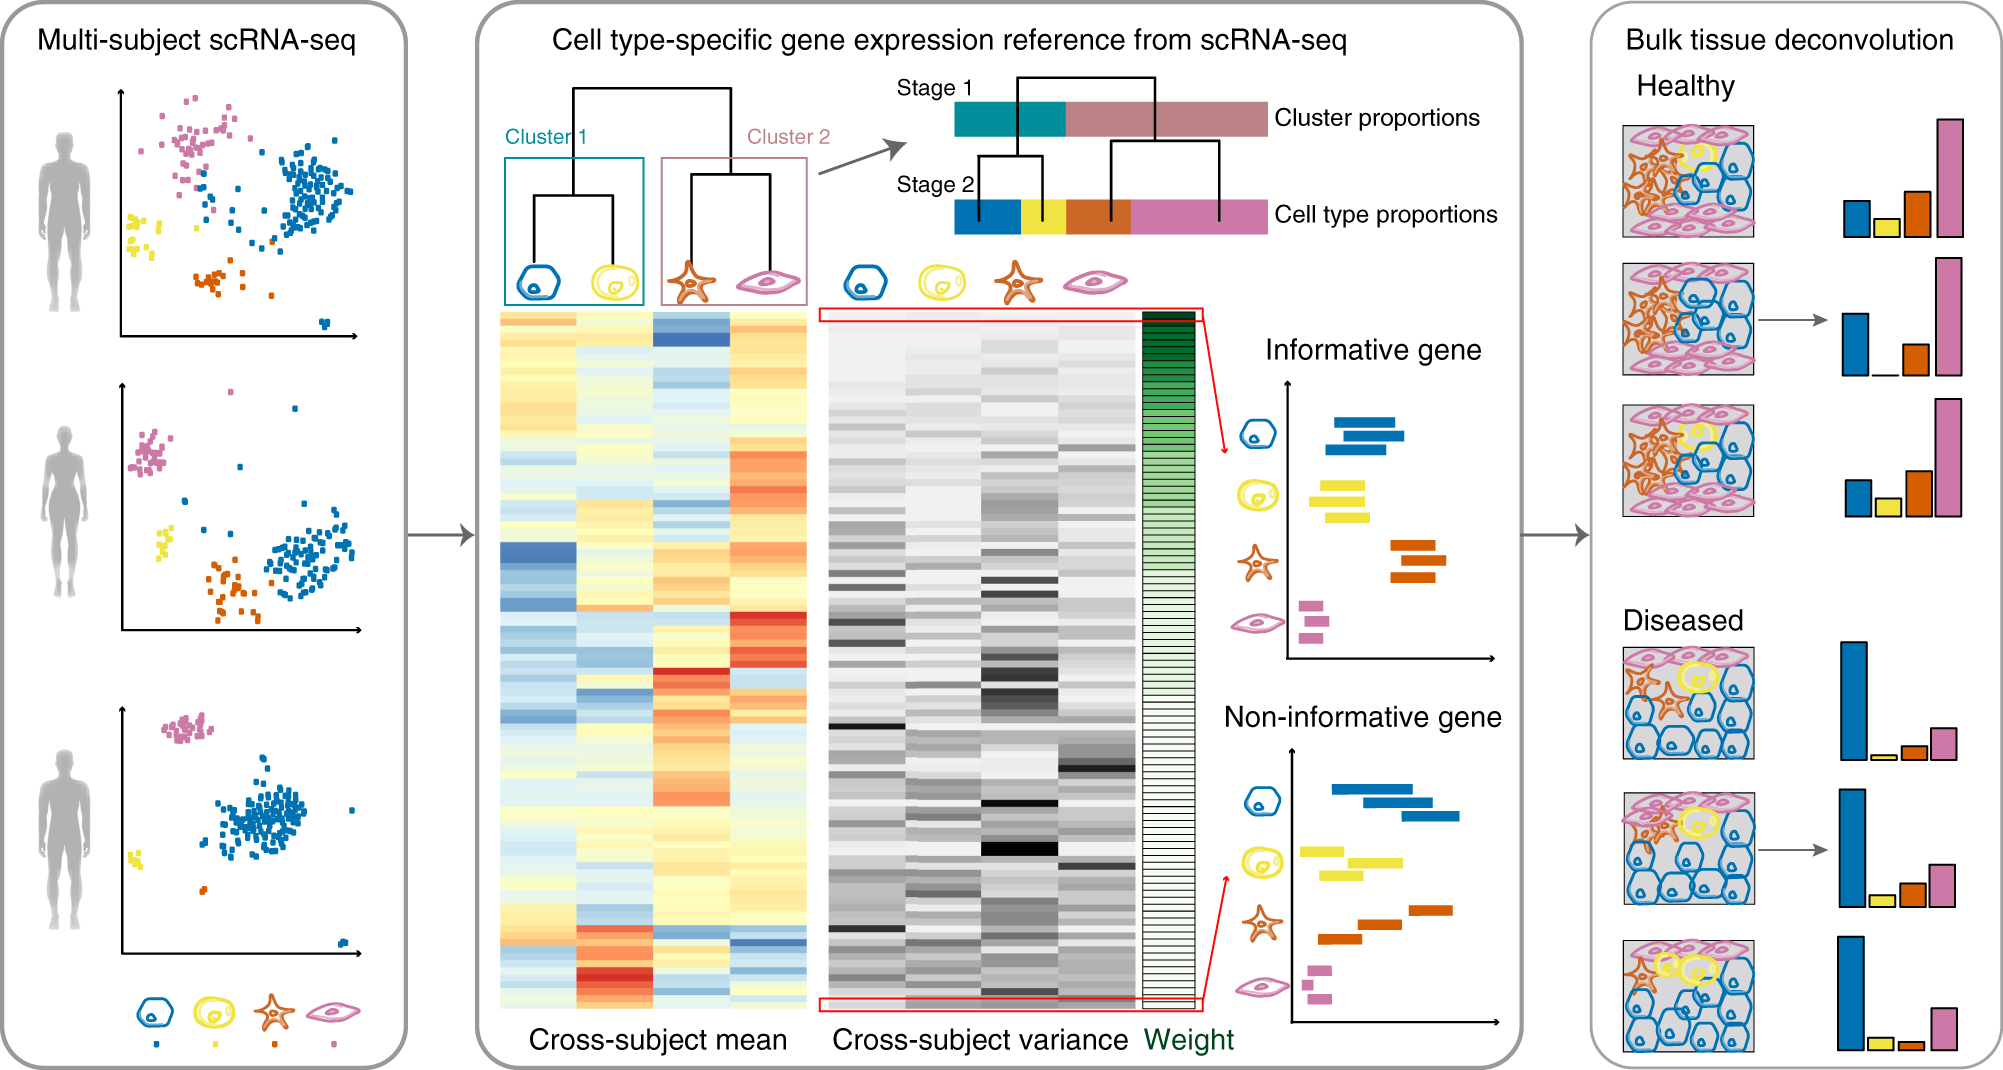 Multi-subject scRNA-seq
Cell type-specific gene expression reference from scRNA-seq
Cluster 1
Cluster 2
Stage 1
Cluster proportions
Stage 2
Cell type proportions
Informative gene
Non-informative gene
Cross-subject mean
Cross-subject variance
Weight
Bulk tissue deconvolution
Healthy
Diseased